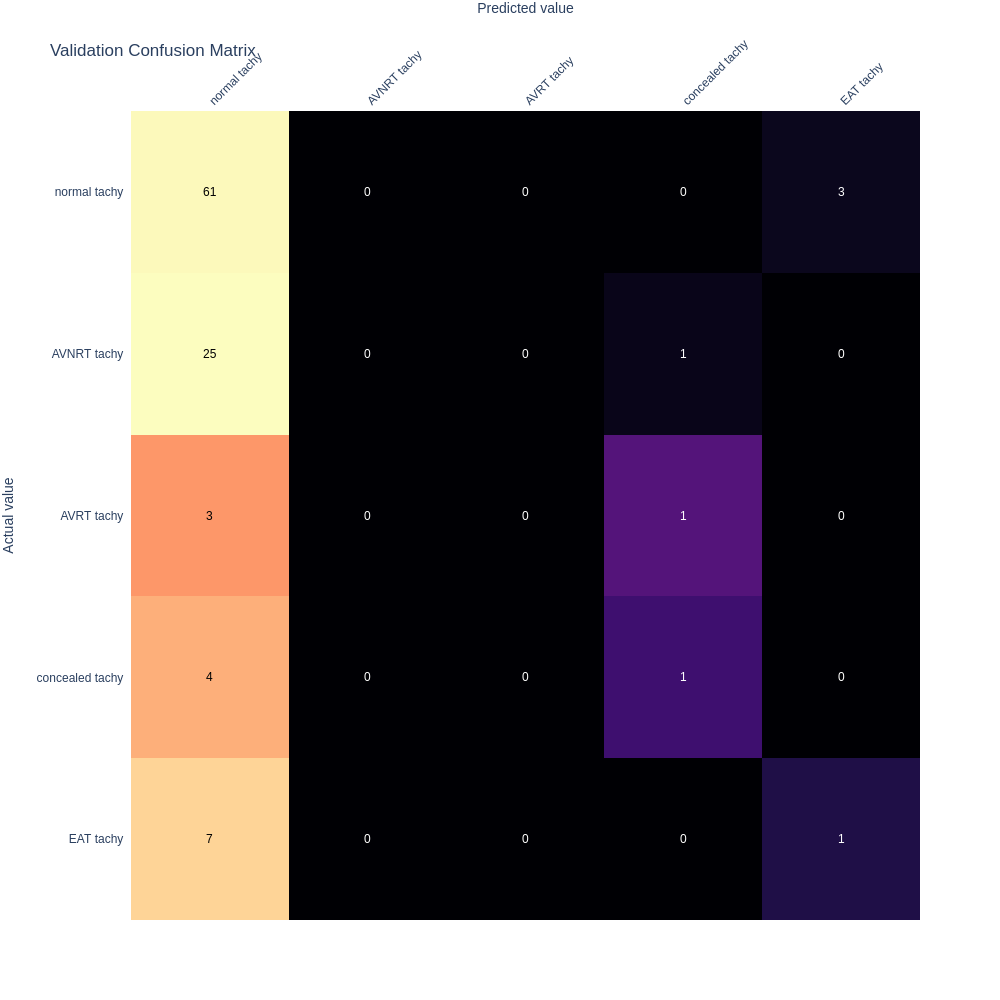 Predicted value
Validation Confusion Matrix
normal tachy
AVNRT tachy
AVRT tachy
concealed tachy
EAT tachy
normal tachy 61 0 0 0 3
AVNRT tachy 25 0 0 1 0
Actual value
AVRT tachy 3 0 0 1 0
concealed tachy 4 0 0 1 0
EAT tachy 7 0 0 0 1